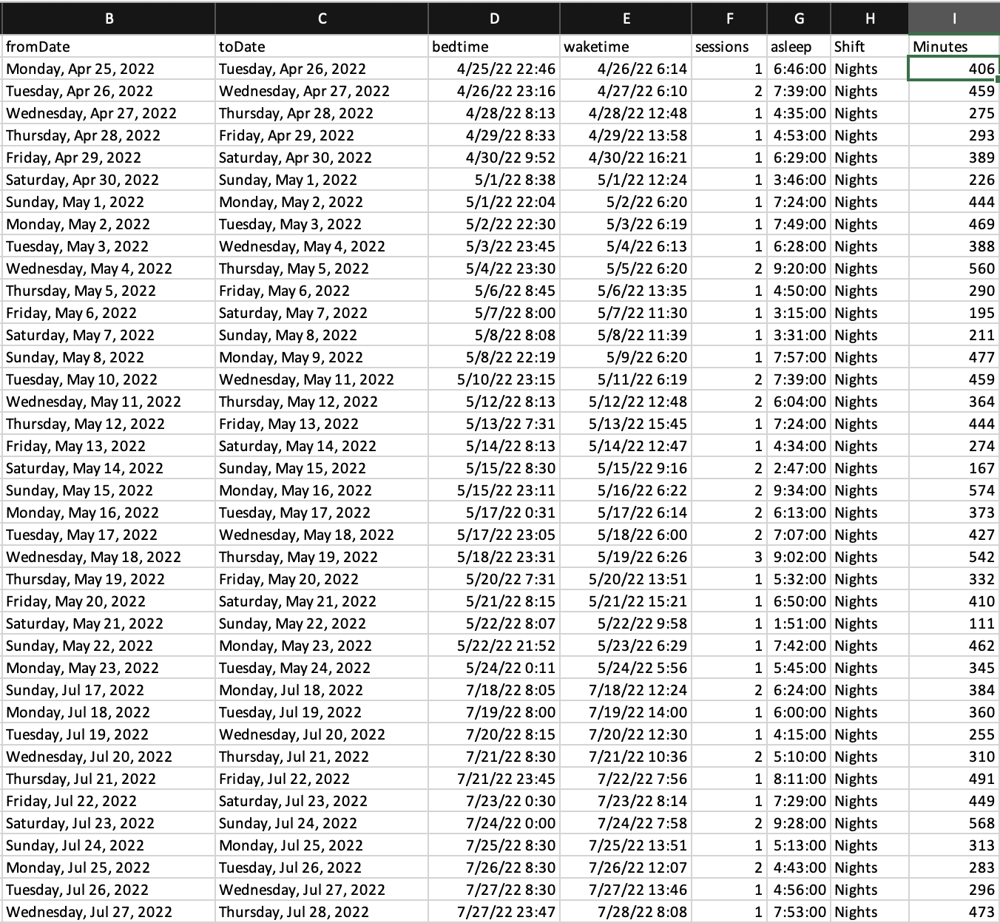 B C D E F G H I
fromDate toDate bedtime waketime sessions asleep Shift Minutes
Monday, Apr 25, 2022 Tuesday, Apr 26, 2022 4/25/22 22:46 4/26/22 6:14 1 6:46:00 Nights 406
Tuesday, Apr 26, 2022 Wednesday, Apr 27, 2022 4/26/22 23:16 4/27/22 6:10 2 7:39:00 Nights 459
Wednesday, Apr 27, 2022 Thursday, Apr 28, 2022 4/28/22 8:13 4/28/22 12:48 1 4:35:00 Nights 275
Thursday, Apr 28, 2022 Friday, Apr 29, 2022 4/29/22 8:33 4/29/22 13:58 1 4:53:00 Nights 293
Friday, Apr 29, 2022 Saturday, Apr 30, 2022 4/30/22 9:52 4/30/22 16:21 1 6:29:00 Nights 389
Saturday, Apr 30, 2022 Sunday, May 1, 2022 5/1/22 8:38 5/1/22 12:24 1 3:46:00 Nights 226
Sunday, May 1, 2022 Monday, May 2, 2022 5/1/22 22:04 5/2/22 6:20 1 7:24:00 Nights 444
Monday, May 2, 2022 Tuesday, May 3, 2022 5/2/22 22:30 5/3/22 6:19 1 7:49:00 Nights 469
Tuesday, May 3, 2022 Wednesday, May 4, 2022 5/3/22 23:45 5/4/22 6:13 1 6:28:00 Nights 388
Wednesday, May 4, 2022 Thursday, May 5, 2022 5/4/22 23:30 5/5/22 6:20 2 9:20:00 Nights 560
Thursday, May 5, 2022 Friday, May 6, 2022 5/6/22 8:45 5/6/22 13:35 1 4:50:00 Nights 290
Friday, May 6, 2022 Saturday, May 7, 2022 5/7/22 8:00 5/7/22 11:30 1 3:15:00 Nights 195
Saturday, May 7, 2022 Sunday, May 8, 2022 5/8/22 8:08 5/8/22 11:39 1 3:31:00 Nights 211
Sunday, May 8, 2022 Monday, May 9, 2022 5/8/22 22:19 5/9/22 6:20 1 7:57:00 Nights 477
Tuesday, May 10, 2022 Wednesday, May 11, 2022 5/10/22 23:15 5/11/22 6:19 2 7:39:00 Nights 459
Wednesday, May 11, 2022 Thursday, May 12, 2022 5/12/22 8:13 5/12/22 12:48 2 6:04:00 Nights 364
Thursday, May 12, 2022 Friday, May 13, 2022 5/13/22 7:31 5/13/22 15:45 1 7:24:00 Nights 444
Friday, May 13, 2022 Saturday, May 14, 2022 5/14/22 8:13 5/14/22 12:47 1 4:34:00 Nights 274
Saturday, May 14, 2022 Sunday, May 15, 2022 5/15/22 8:30 5/15/22 9:16 2 2:47:00 Nights 167
Sunday, May 15, 2022 Monday, May 16, 2022 5/15/22 23:11 5/16/22 6:22 2 9:34:00 Nights 574
Monday, May 16, 2022 Tuesday, May 17, 2022 5/17/22 0:31 5/17/22 6:14 2 6:13:00 Nights 373
Tuesday, May 17, 2022 Wednesday, May 18, 2022 5/17/22 23:05 5/18/22 6:00 2 7:07:00 Nights 427
Wednesday, May 18, 2022 Thursday, May 19, 2022 5/18/22 23:31 5/19/22 6:26 3 9:02:00 Nights 542
Thursday, May 19, 2022 Friday, May 20, 2022 5/20/22 7:31 5/20/22 13:51 1 5:32:00 Nights 332
Friday, May 20, 2022 Saturday, May 21, 2022 5/21/22 8:15 5/21/22 15:21 1 6:50:00 Nights 410
Saturday, May 21, 2022 Sunday, May 22, 2022 5/22/22 8:07 5/22/22 9:58 1 1:51:00 Nights 111
Sunday, May 22, 2022 Monday, May 23, 2022 5/22/22 21:52 5/23/22 6:29 1 7:42:00 Nights 462
Monday, May 23, 2022 Tuesday, May 24, 2022 5/24/22 0:11 5/24/22 5:56 1 5:45:00 Nights 345
Sunday, Jul 17, 2022 Monday, Jul 18, 2022 7/18/22 8:05 7/18/22 12:24 2 6:24:00 Nights 384
Monday, Jul 18, 2022 Tuesday, Jul 19, 2022 7/19/22 8:00 7/19/22 14:00 1 6:00:00 Nights 360
Tuesday, Jul 19, 2022 Wednesday, Jul 20, 2022 7/20/22 8:15 7/20/22 12:30 1 4:15:00 Nights 255
Wednesday, Jul 20, 2022 Thursday, Jul 21, 2022 7/21/22 8:30 7/21/22 10:36 2 5:10:00 Nights 310
Thursday, Jul 21, 2022 Friday, Jul 22, 2022 7/21/22 23:45 7/22/22 7:56 1 8:11:00 Nights 491
Friday, Jul 22, 2022 Saturday, Jul 23, 2022 7/23/22 0:30 7/23/22 8:14 1 7:29:00 Nights 449
Saturday, Jul 23, 2022 Sunday, Jul 24, 2022 7/24/22 0:00 7/24/22 7:58 2 9:28:00 Nights 568
Sunday, Jul 24, 2022 Monday, Jul 25, 2022 7/25/22 8:30 7/25/22 13:51 1 5:13:00 Nights 313
Monday, Jul 25, 2022 Tuesday, Jul 26, 2022 7/26/22 8:30 7/26/22 12:07 2 4:43:00 Nights 283
Tuesday, Jul 26, 2022 Wednesday, Jul 27, 2022 7/27/22 8:30 7/27/22 13:46 1 4:56:00 Nights 296
Wednesday, Jul 27, 2022 Thursday, Jul 28, 2022 7/27/22 23:47 7/28/22 8:08 1 7:53:00 Nights 473